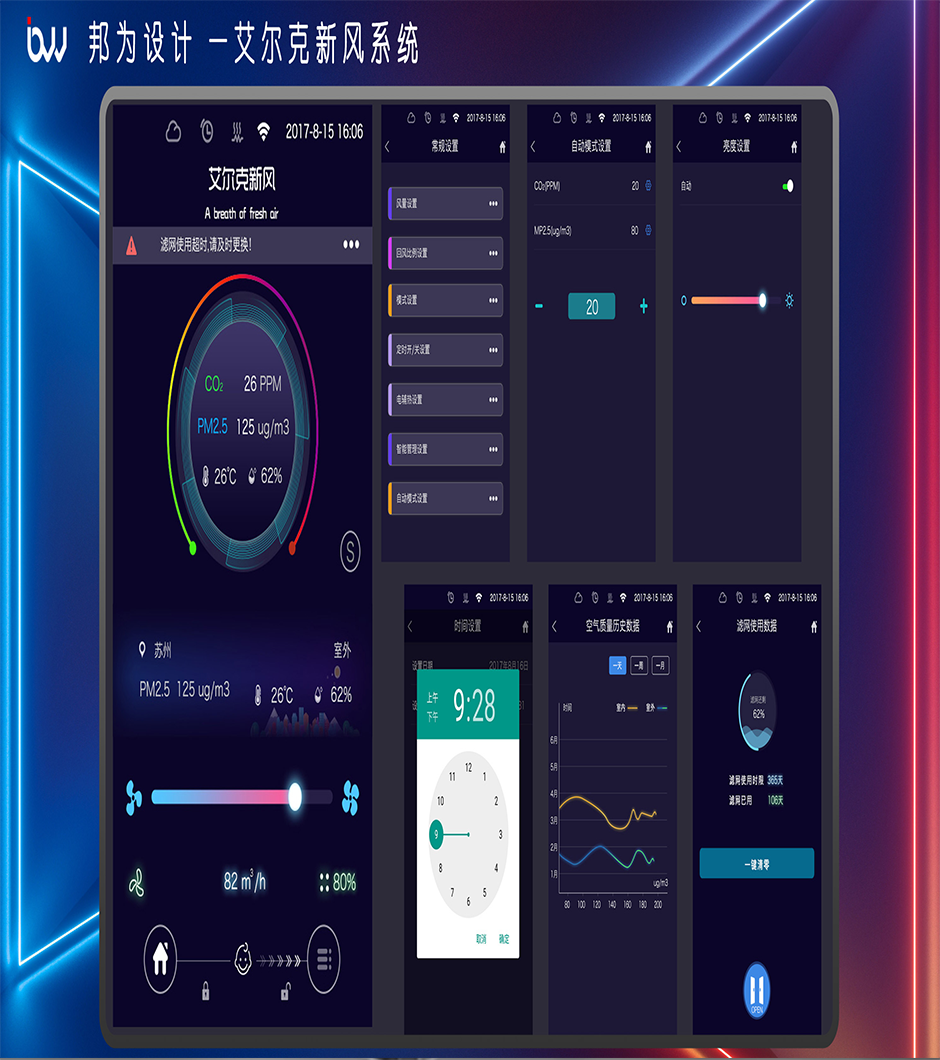 bw 邦为设计 —艾尔克新风系统
2017-8-15 16:06
艾尔克新风
A breath of fresh air
滤网使用超时,请及时更换!
CO₂ 26 PPM
PM2.5 125 ug/m3
26℃ 62%
S
苏州 室外
PM2.5 125 ug/m3 26℃ 62%
82 m³/h 80%
2017-8-15 16:06
常规设置
风量设置
回风比例设置
模式设置
定时开/关设置
电辅热设置
智能管理设置
自动模式设置
2017-8-15 16:06
自动模式设置
CO₂(PPM) 20
MP2.5(ug/m3) 80
20
2017-8-15 16:06
亮度设置
自动
2017-8-15 16:06
时间设置
设置日期 2017年8月16日
上午
下午
9:28
12
11 1
10 2
9 3
8 4
7 5
6
取消 确定
2017-8-15 16:06
空气质量历史数据
一天 一周 一月
时间 室内 室外
6月
5月
4月
3月
2月
1月
ug/m3
80 100 120 140 160 180 200
2017-8-15 16:06
滤网使用数据
滤网还剩
62%
滤网使用时限 365天
滤网已用 106天
一键清零
OPEN